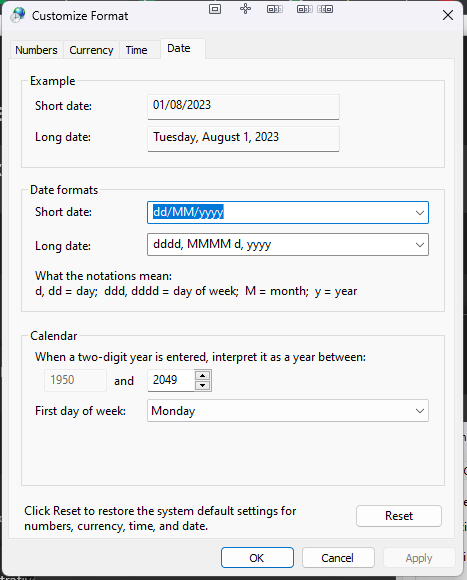 Customize Format
Numbers Currency Time Date
Example
Short date: 01/08/2023
Long date: Tuesday, August 1, 2023
Date formats
Short date: dd/MM/yyyy
Long date: dddd, MMMM d, yyyy
What the notations mean:
d, dd = day; ddd, dddd = day of week; M = month; y = year
Calendar
When a two-digit year is entered, interpret it as a year between:
1950 and 2049
First day of week: Monday
Click Reset to restore the system default settings for
numbers, currency, time, and date.
Reset
OK Cancel Apply